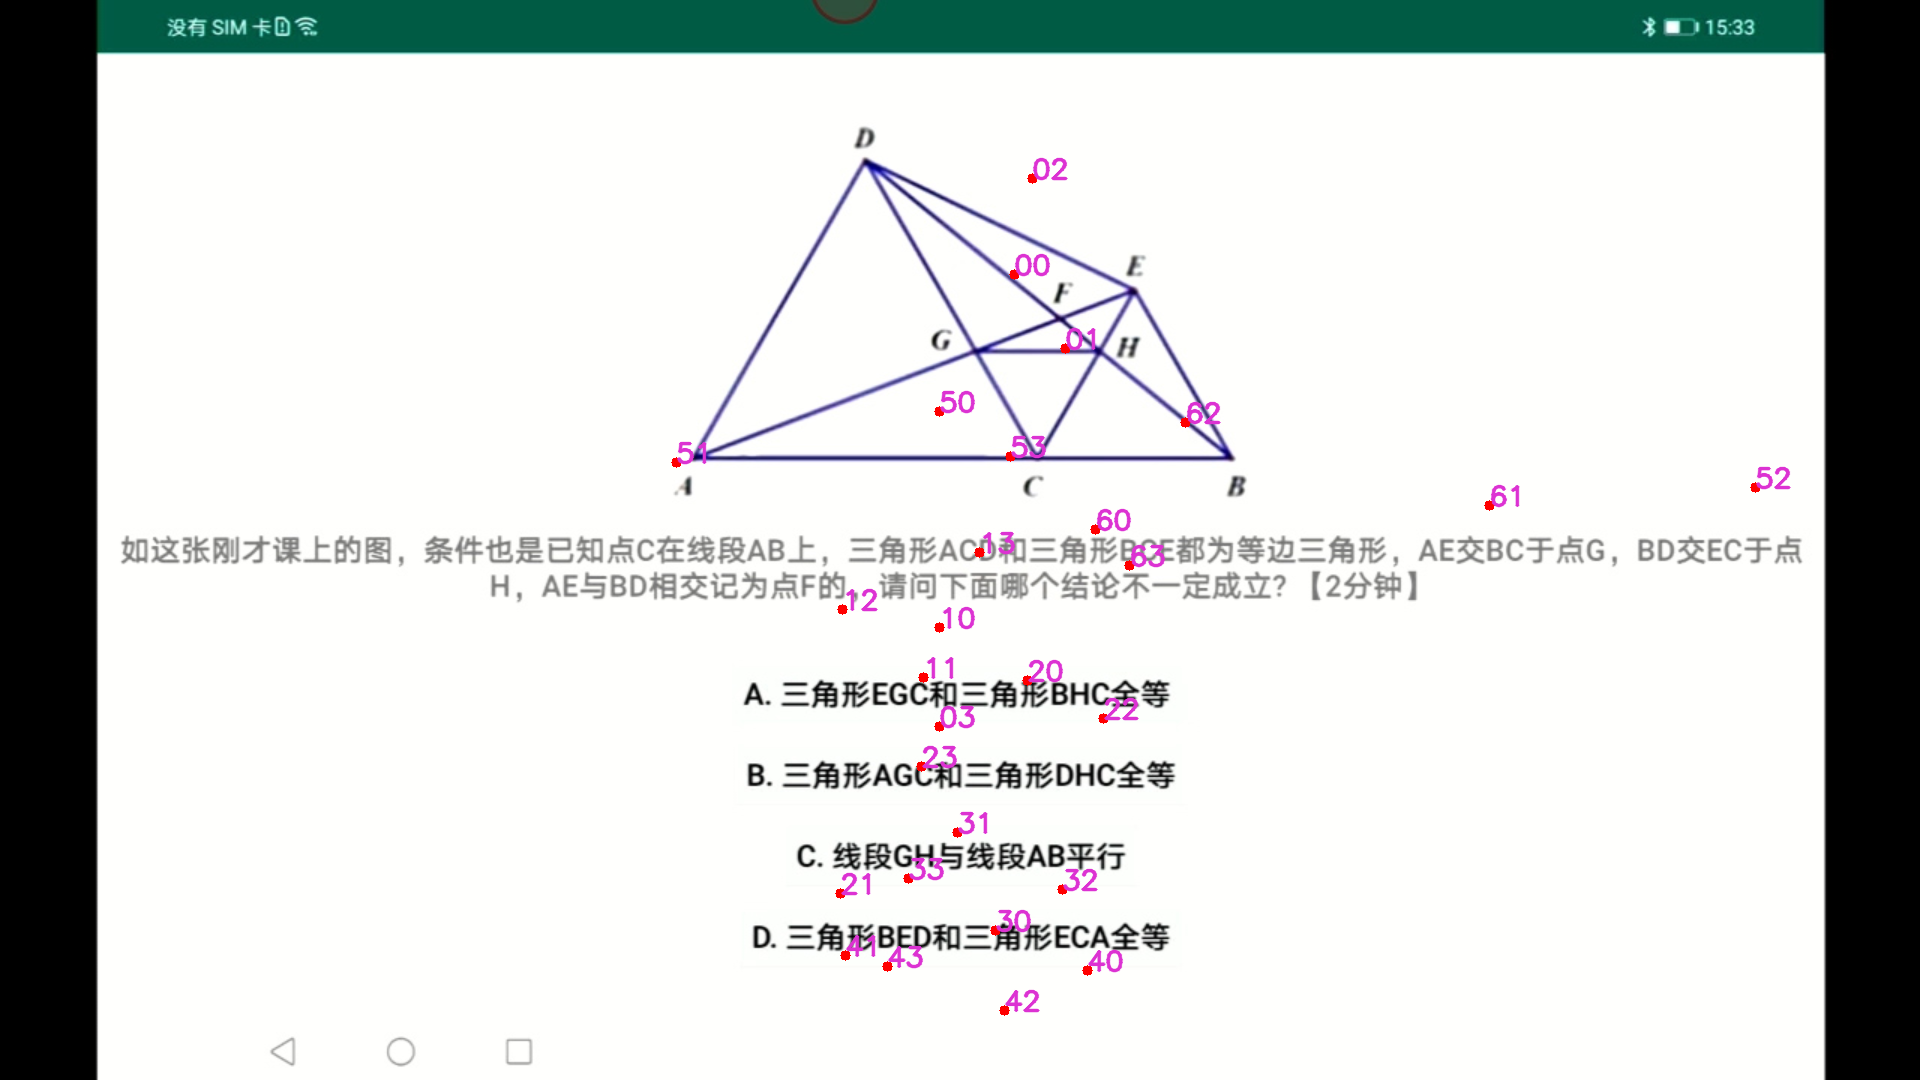 没有 SIM 卡
15:33
D
02
00
E
F
01
G
H
50
62
51
53
A
C
B
52
61
60
13
63
如这张刚才课上的图，条件也是已知点C在线段AB上，三角形ACD和三角形BCE都为等边三角形，AE交BC于点G，BD交EC于点
H，AE与BD相交记为点F的，请问下面哪个结论不一定成立？【2分钟】
12
10
11
20
A. 三角形EGC和三角形BHC全等
22
03
23
B. 三角形AGC和三角形DHC全等
31
C. 线段GH与线段AB平行
33
32
21
30
D. 三角形BED和三角形ECA全等
41
43
40
42